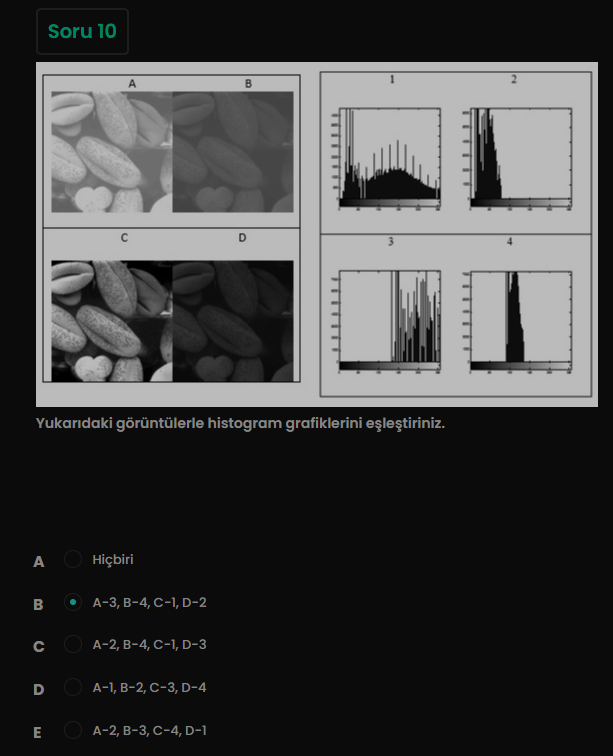 Soru 10
A B
C D
1 2
3 4
Yukarıdaki görüntülerle histogram grafiklerini eşleştiriniz.
A Hiçbiri
B A-3, B-4, C-1, D-2
C A-2, B-4, C-1, D-3
D A-1, B-2, C-3, D-4
E A-2, B-3, C-4, D-1